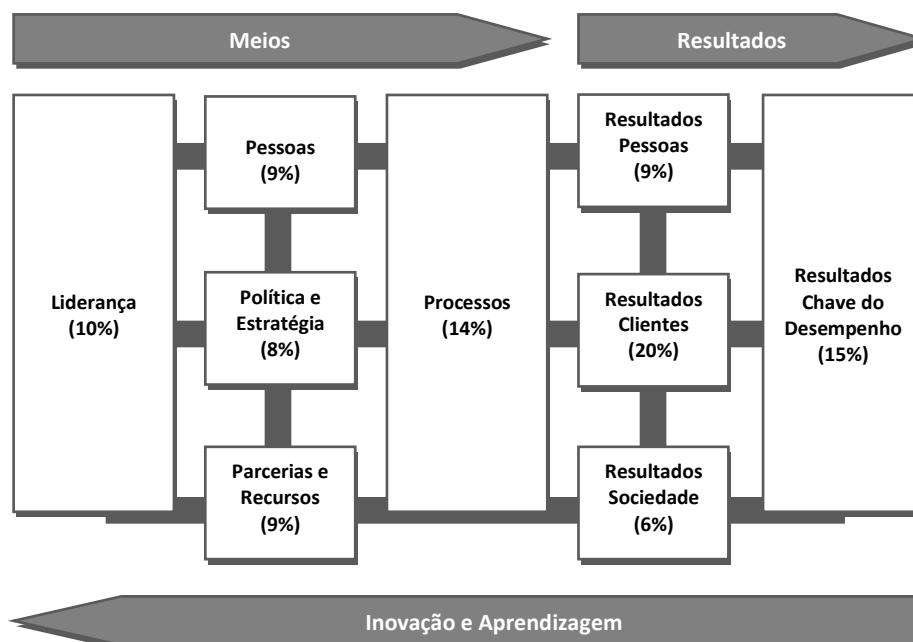 Meios
Resultados
Liderança
(10%)
Pessoas
(9%)
Política e
Estratégia
(8%)
Parcerias e
Recursos
(9%)
Processos
(14%)
Resultados
Pessoas
(9%)
Resultados
Clientes
(20%)
Resultados
Sociedade
(6%)
Resultados
Chave do
Desempenho
(15%)
Inovação e Aprendizagem